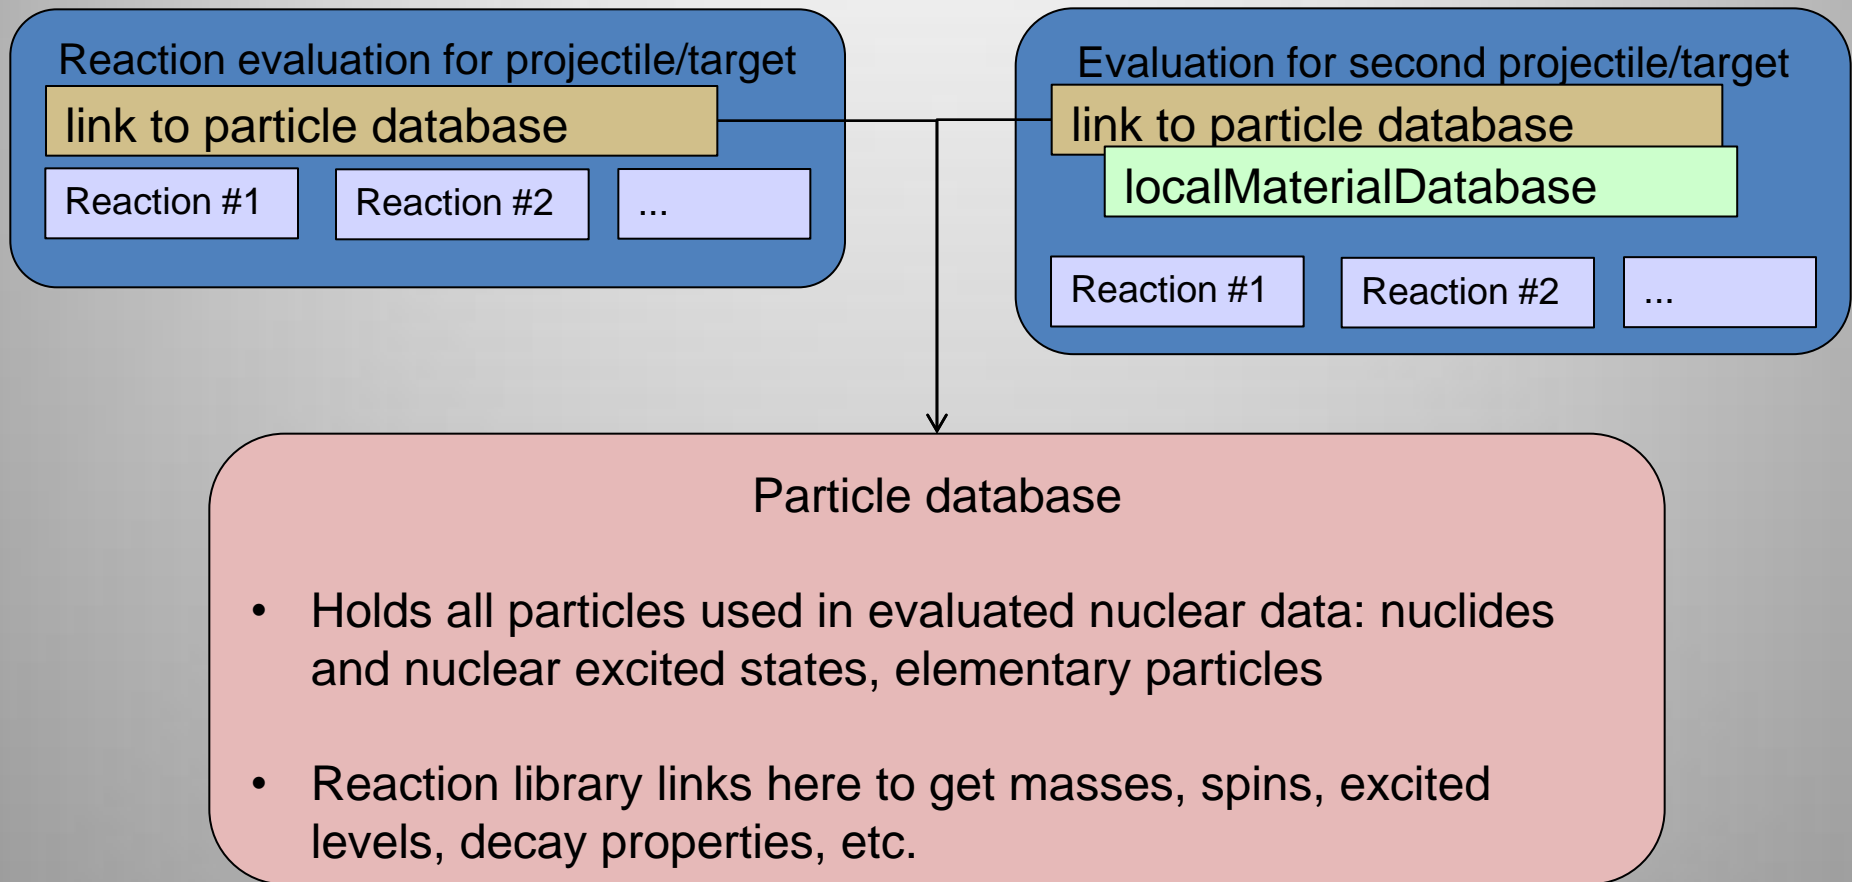 Reaction evaluation for projectile/target
link to particle database
Reaction #1
Reaction #2
...
Evaluation for second projectile/target
link to particle database
localMaterialDatabase
Reaction #1
Reaction #2
...
Particle database
• Holds all particles used in evaluated nuclear data: nuclides
and nuclear excited states, elementary particles
• Reaction library links here to get masses, spins, excited
levels, decay properties, etc.